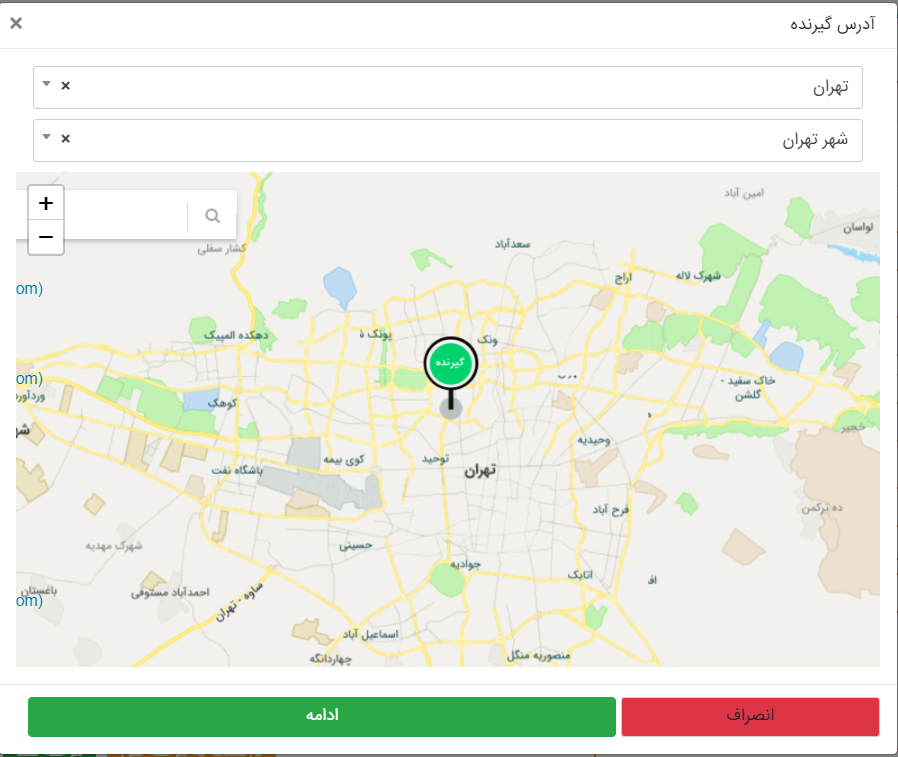 آدرس گیرنده
×
تهران
×
شهر تهران
×
+
−
امین آباد
لواسان
کشار سفلی
سعدآباد
اراج
شهرک لاله
om)
دهکده المپیک
پونک
ونک
گیرنده
om)
خاک سفید -
گلشن
وردآورد
کوهک
خجیر
وحیدیه
توحید
کوی بیمه
تهران
باشگاه نفت
فرح آباد
ده ترکمن
شهرک مهدیه
حسینی
جوادیه
اتابک
باغستان
احمدآباد مستوفی
ساوه - تهران
om)
اسماعیل آباد
چهاردانگه
منصوریه منگل
ادامه
انصراف